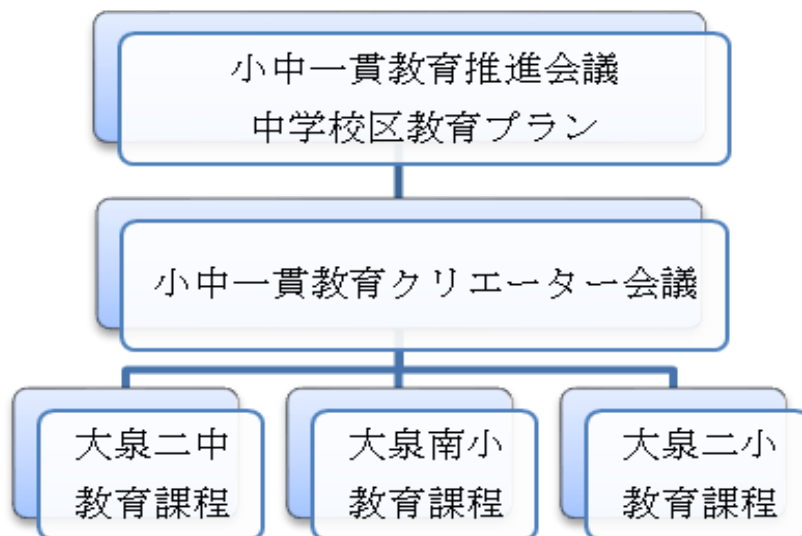 小中一貫教育推進会議
中学校区教育プラン
小中一貫教育クリエーター会議
大泉二中
教育課程
大泉南小
教育課程
大泉二小
教育課程